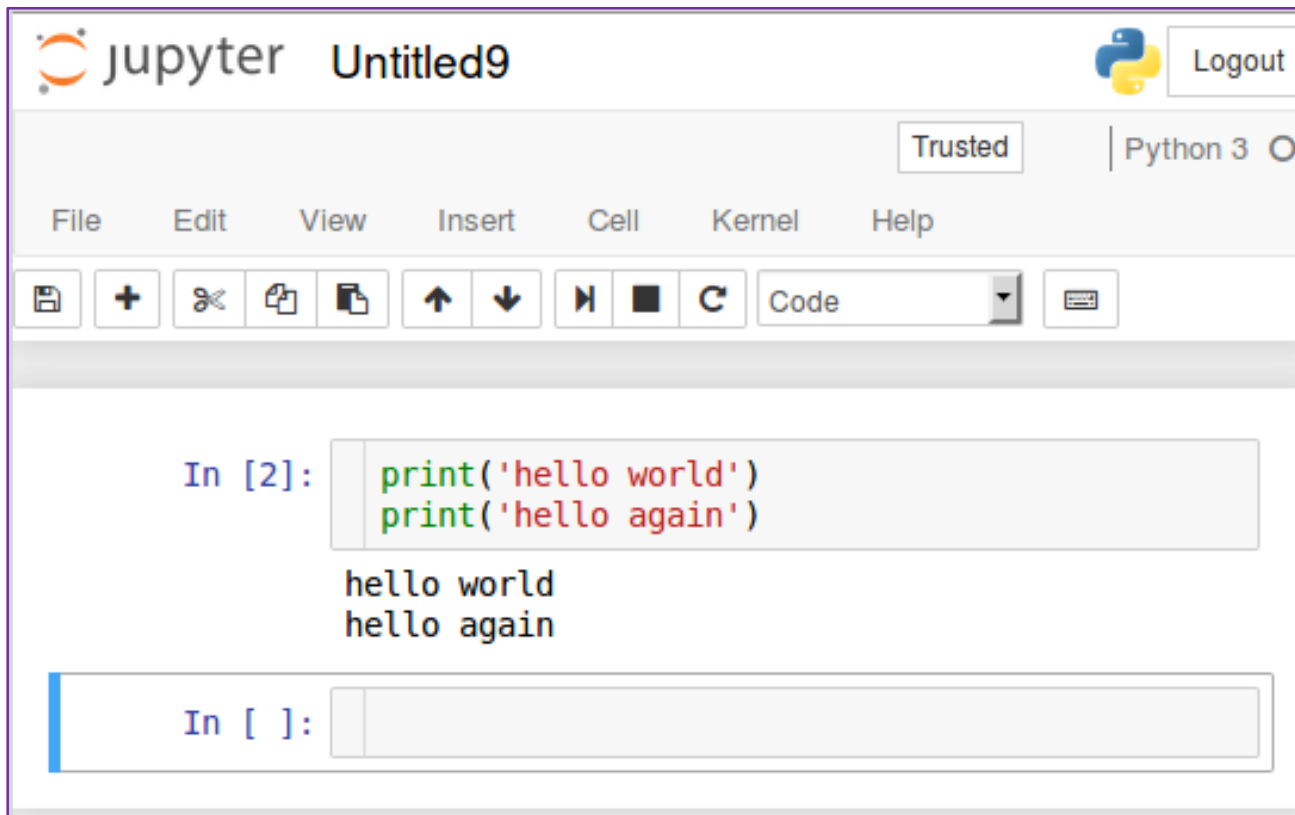 jupyter Untitled9 Logout
Trusted Python 3
File Edit View Insert Cell Kernel Help
Code
In [2]: print('hello world')
print('hello again')
hello world
hello again
In [ ]: